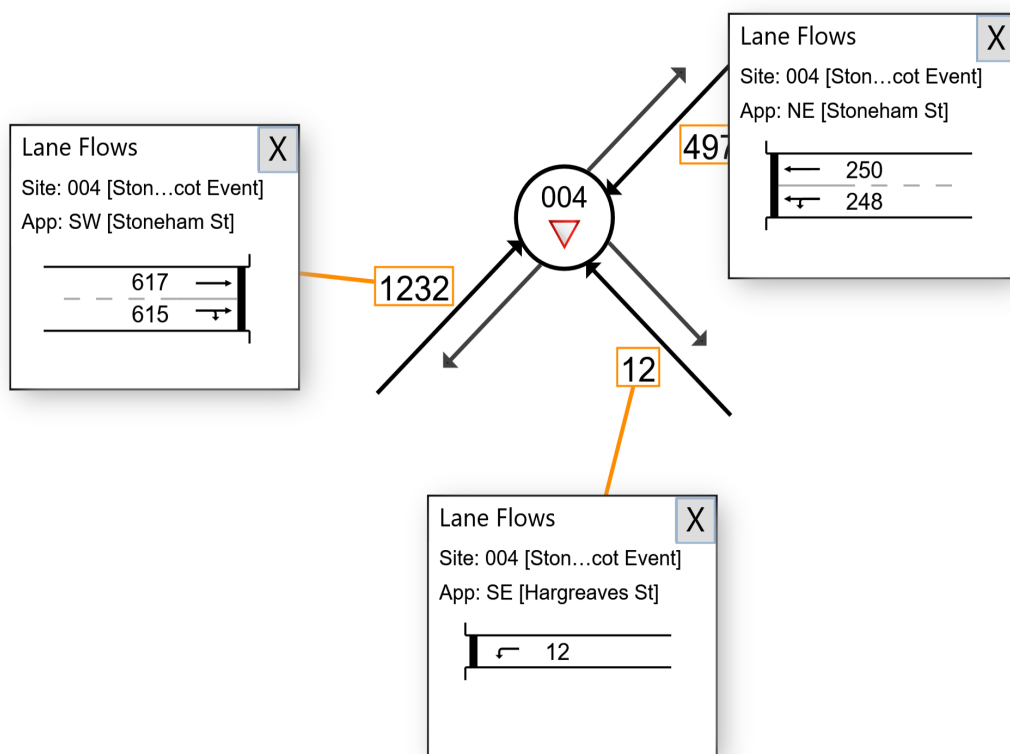 Lane Flows
X
Site: 004 [Ston…cot Event]
App: NE [Stoneham St]
250
248
497
004
Lane Flows
X
Site: 004 [Ston…cot Event]
App: SW [Stoneham St]
617
615
1232
12
Lane Flows
X
Site: 004 [Ston…cot Event]
App: SE [Hargreaves St]
12